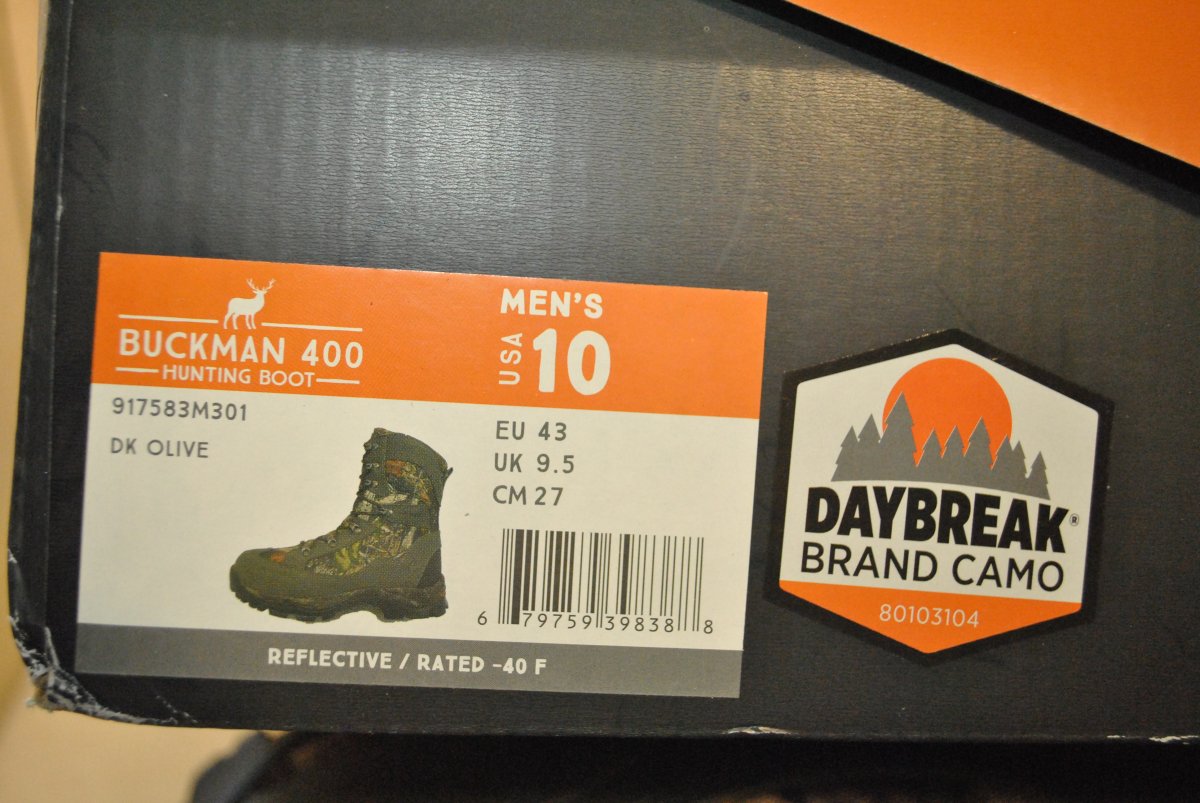 BUCKMAN 400
HUNTING BOOT
917583M301
DK OLIVE
MEN'S
USA 10
EU 43
UK 9.5
CM 27
6 79759 39838 8
REFLECTIVE / RATED -40 F
DAYBREAK®
BRAND CAMO
80103104